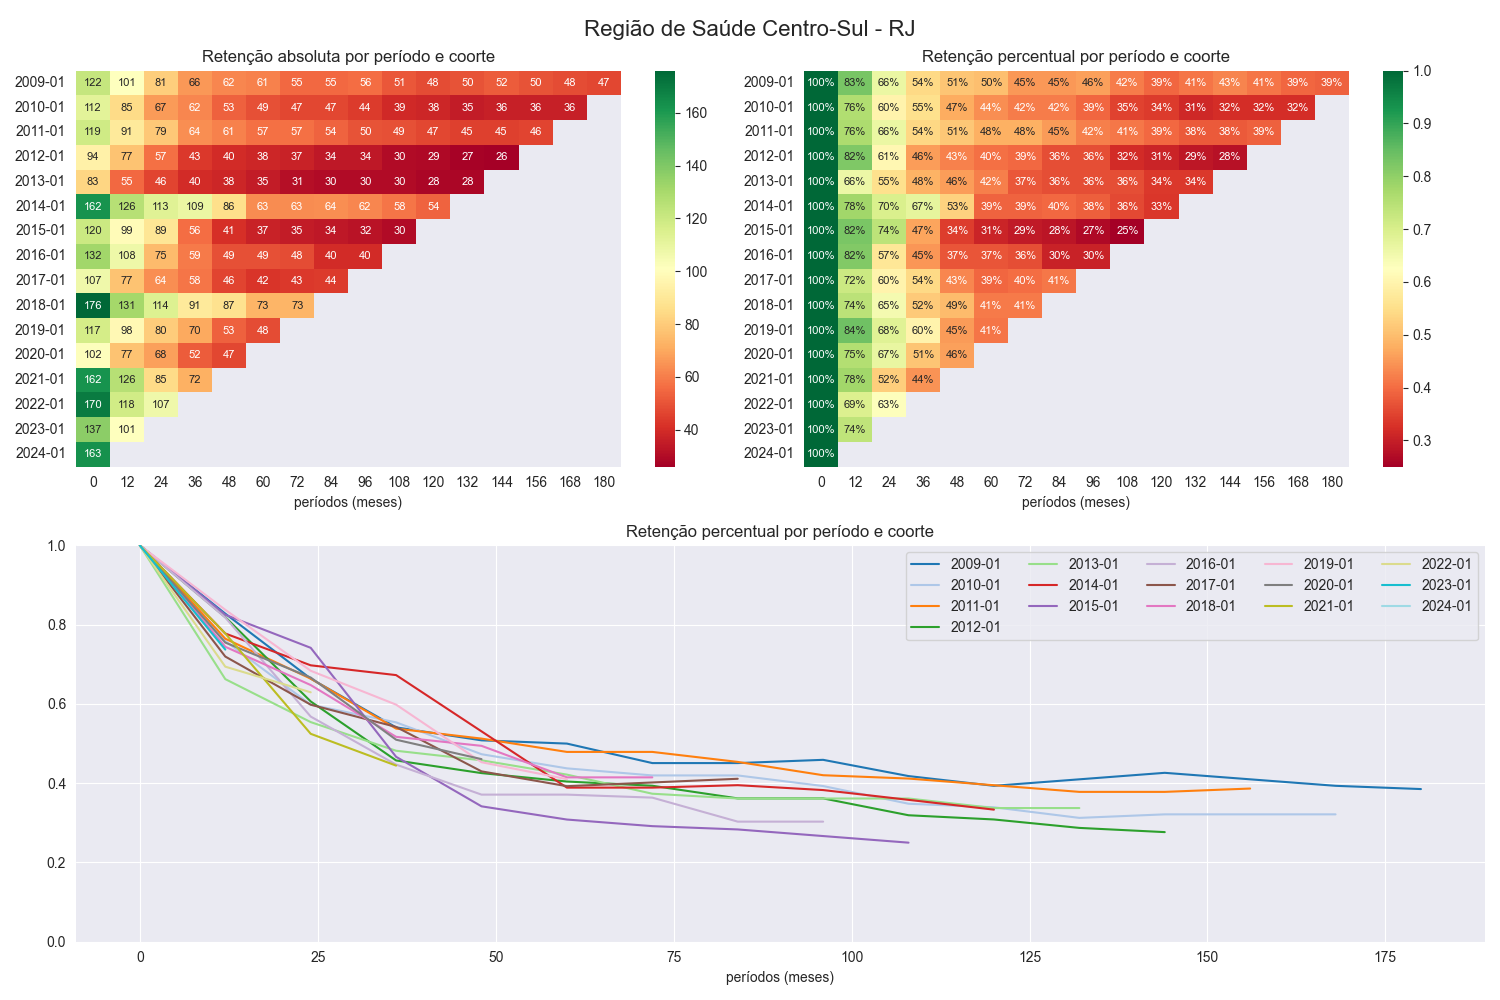 Região de Saúde Centro-Sul - RJ
Retenção absoluta por período e coorte
2009-01 122 101 81 66 62 61 55 55 56 51 48 50 52 50 48 47
2010-01 112 85 67 62 53 49 47 47 44 39 38 35 36 36 36
2011-01 119 91 79 64 61 57 57 54 50 49 47 45 45 46
2012-01 94 77 57 43 40 38 37 34 34 30 29 27 26
2013-01 83 55 46 40 38 35 31 30 30 30 28 28
2014-01 162 126 113 109 86 63 63 64 62 58 54
2015-01 120 99 89 56 41 37 35 34 32 30
2016-01 132 108 75 59 49 49 48 40 40
2017-01 107 77 64 58 46 42 43 44
2018-01 176 131 114 91 87 73 73
2019-01 117 98 80 70 53 48
2020-01 102 77 68 52 47
2021-01 162 126 85 72
2022-01 170 118 107
2023-01 137 101
2024-01 163
0 12 24 36 48 60 72 84 96 108 120 132 144 156 168 180
períodos (meses)
160
140
120
100
80
60
40
Retenção percentual por período e coorte
2009-01 100% 83% 66% 54% 51% 50% 45% 45% 46% 42% 39% 41% 43% 41% 39% 39%
2010-01 100% 76% 60% 55% 47% 44% 42% 42% 39% 35% 34% 31% 32% 32% 32%
2011-01 100% 76% 66% 54% 51% 48% 48% 45% 42% 41% 39% 38% 38% 39%
2012-01 100% 82% 61% 46% 43% 40% 39% 36% 36% 32% 31% 29% 28%
2013-01 100% 66% 55% 48% 46% 42% 37% 36% 36% 36% 34% 34%
2014-01 100% 78% 70% 67% 53% 39% 39% 40% 38% 36% 33%
2015-01 100% 82% 74% 47% 34% 31% 29% 28% 27% 25%
2016-01 100% 82% 57% 45% 37% 37% 36% 30% 30%
2017-01 100% 72% 60% 54% 43% 39% 40% 41%
2018-01 100% 74% 65% 52% 49% 41% 41%
2019-01 100% 84% 68% 60% 45% 41%
2020-01 100% 75% 67% 51% 46%
2021-01 100% 78% 52% 44%
2022-01 100% 69% 63%
2023-01 100% 74%
2024-01 100%
0 12 24 36 48 60 72 84 96 108 120 132 144 156 168 180
períodos (meses)
1.0
0.9
0.8
0.7
0.6
0.5
0.4
0.3
Retenção percentual por período e coorte
1.0
0.8
0.6
0.4
0.2
0.0
2009-01 2013-01 2016-01 2019-01 2022-01
2010-01 2014-01 2017-01 2020-01 2023-01
2011-01 2015-01 2018-01 2021-01 2024-01
2012-01
0 25 50 75 100 125 150 175
períodos (meses)